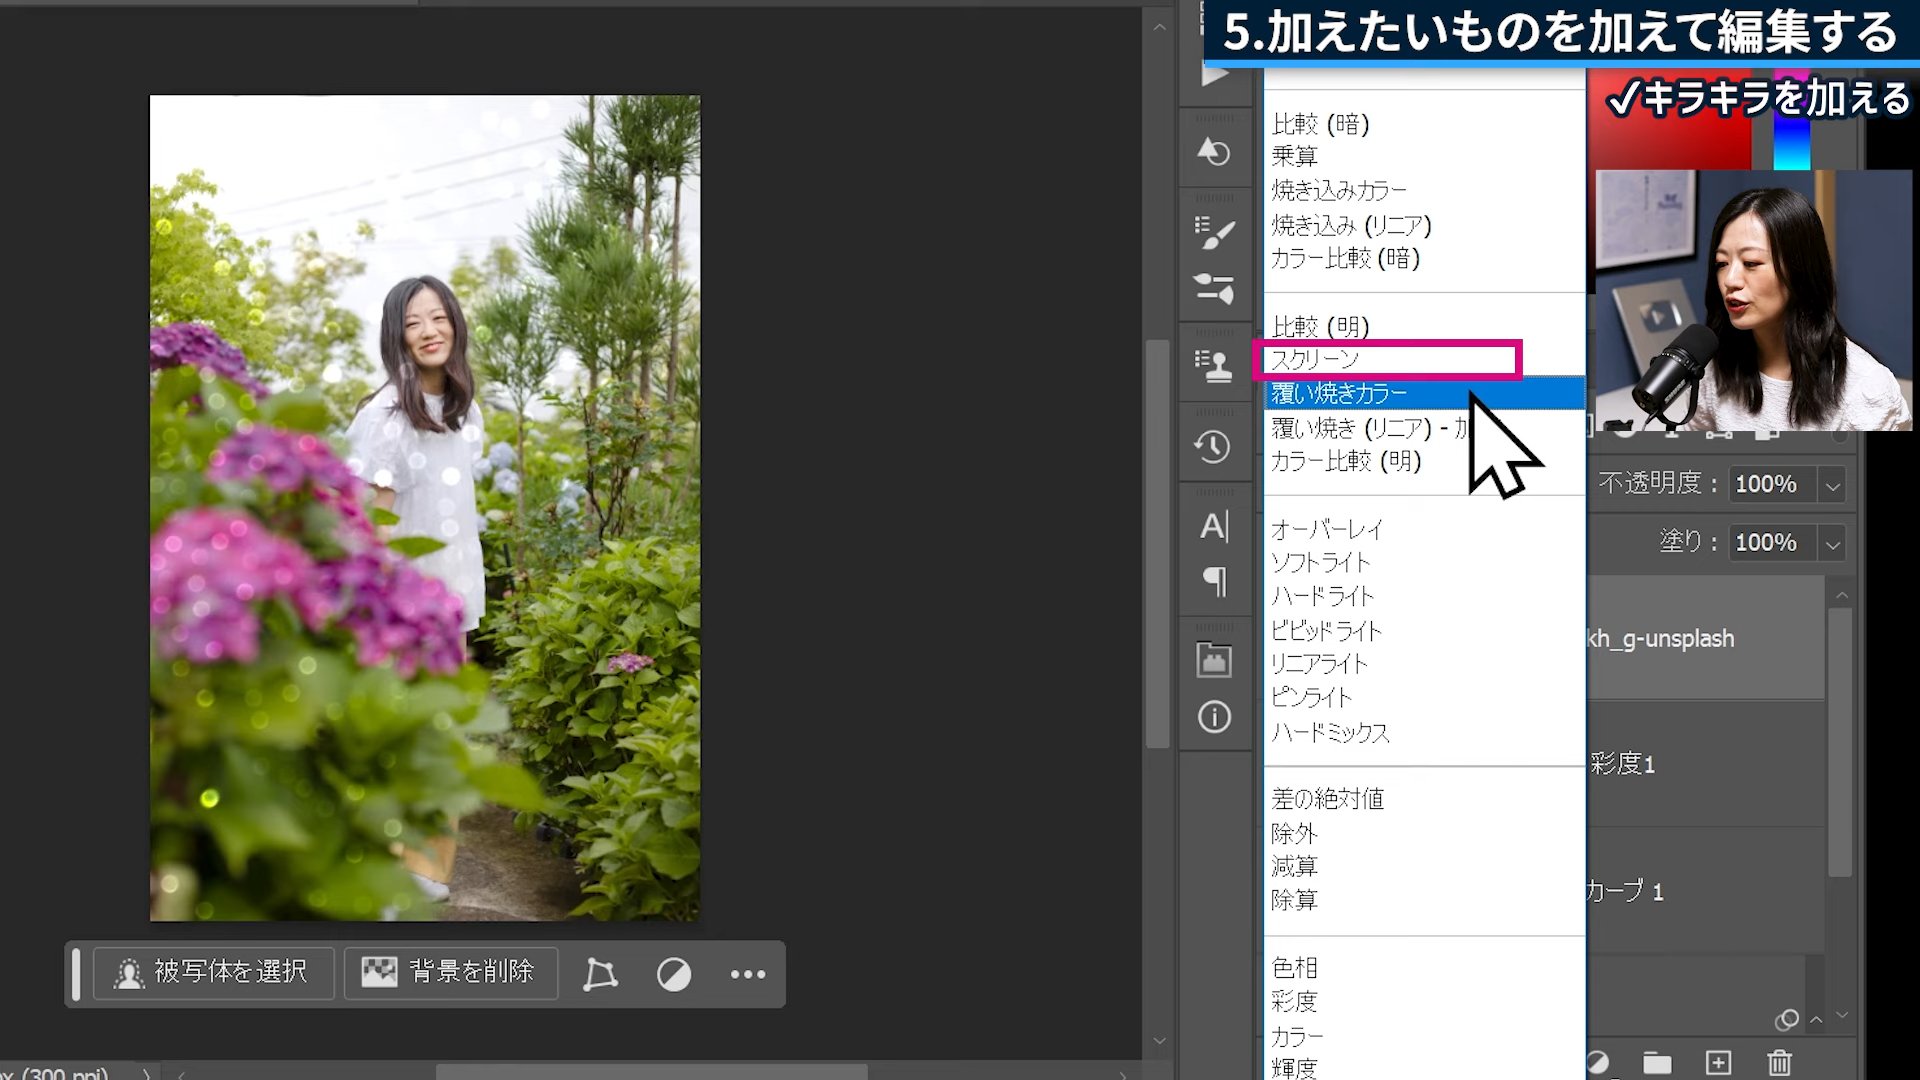 5.加えたいものを加えて編集する
✓キラキラを加える
比較 (暗)
乗算
焼き込みカラー
焼き込み (リニア)
カラー比較 (暗)
比較 (明)
スクリーン
覆い焼きカラー
覆い焼き (リニア) - 加
カラー比較 (明)
オーバーレイ
ソフトライト
ハードライト
ビビッドライト
リニアライト
ピンライト
ハードミックス
差の絶対値
除外
減算
除算
色相
彩度
カラー
輝度
不透明度： 100%
塗り： 100%
kh_g-unsplash
彩度1
カーブ 1
被写体を選択
背景を削除
(300 ppi)